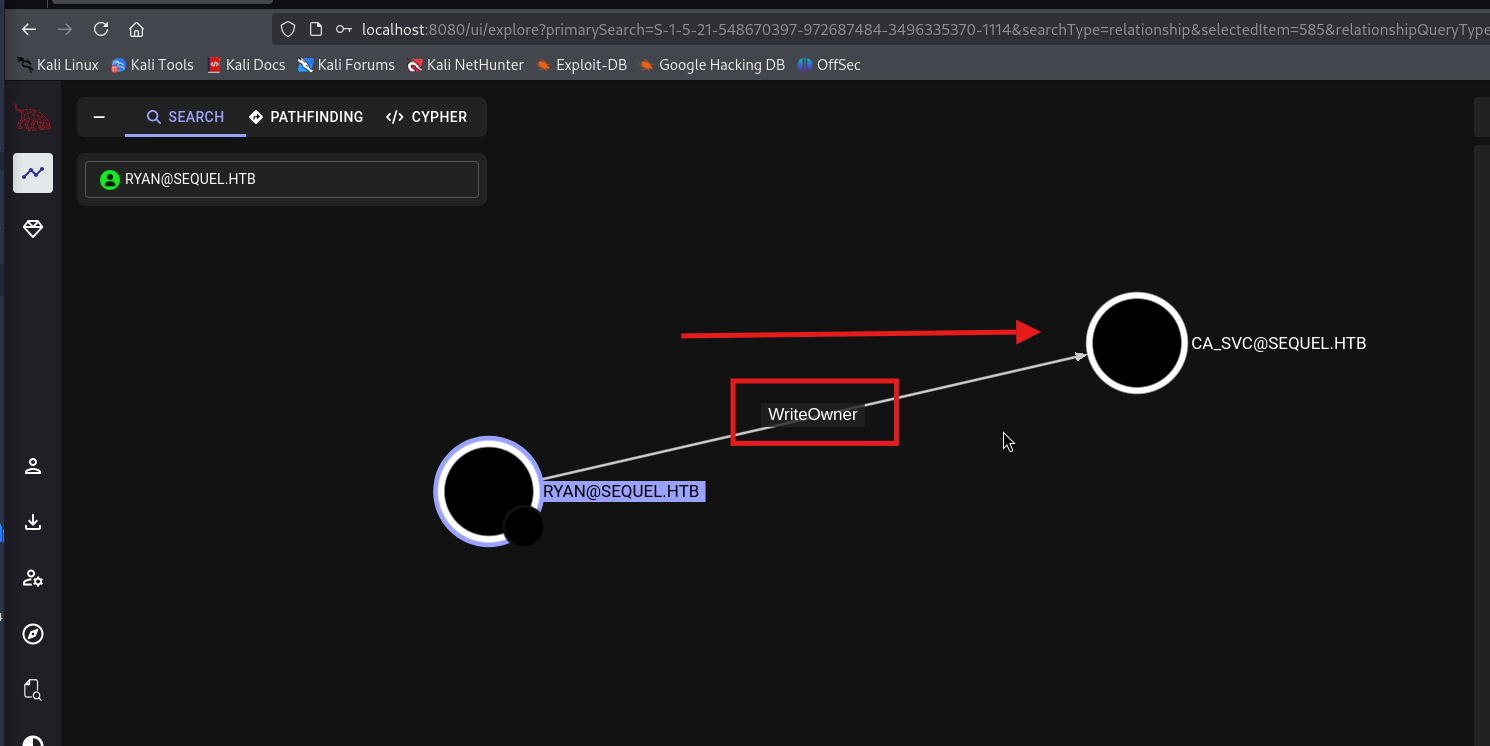 localhost:8080/ui/explore?primarySearch=S-1-5-21-548670397-972687484-3496335370-1114&searchType=relationship&selectedItem=585&relationshipQueryType
Kali Linux Kali Tools Kali Docs Kali Forums Kali NetHunter Exploit-DB Google Hacking DB OffSec
SEARCH PATHFINDING </> CYPHER
RYAN@SEQUEL.HTB
CA_SVC@SEQUEL.HTB
WriteOwner
RYAN@SEQUEL.HTB